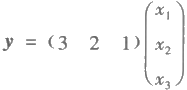 y = (3 2 1) (x₁
x₂
x₃)